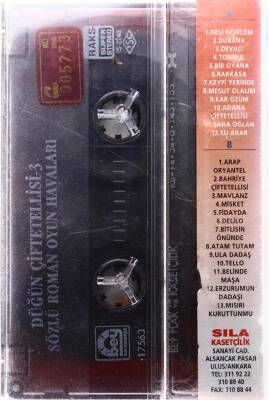 A
1.DELİ GÖNLÜM
2.DUBARA
3.DEVALI
4.TOMBUL
5.BİR OYANA
6.RAKKASA
7.KEYFİ YERİNDE
8.MESUT OLALIM
9.KAR ÜZÜM
10.ADANA
ÇİFTETELLİSİ
11.ŞAHA OĞLAN
12.SU AKAR
B
1.ARAP
ORYANTEL
2.BAHRİYE
ÇİFTETELLİSİ
3.MAVLANZ
4.MİSKET
5.FİDAYDA
6.DELİLO
7.BİTLİSİN
ÖNÜNDE
8.ATAM TUTAM
9.ULA DADAŞ
10.TELLO
11.BELİNDE
MAŞA
12.ERZURUMUN
DADAŞI
13.MISIRI
KURUTTUNMU
SILA
KASETÇİLİK
SANAYİ CAD.
ALSANCAK PASAJI
ULUS/ANKARA
TEL: 311 92 22
310 89 40
FAX: 310 88 44
DÜĞÜN ÇİFTETELLİSİ-3
SÖZLÜ ROMAN OYUN HAVALARI
RAKS
SUPER
STEREO
005773
17563